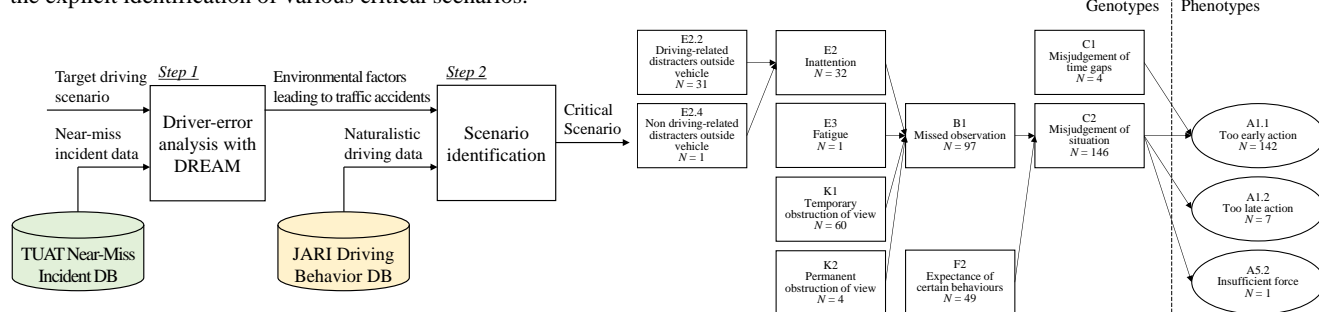 the explicit identification of various critical scenarios.
Target driving
scenario
Near-miss
incident data
Step 1
Driver-error
analysis with
DREAM
TUAT Near-Miss
Incident DB
Environmental factors
leading to traffic accidents
Naturalistic
driving data
JARI Driving
Behavior DB
Step 2
Scenario
identification
Critical
Scenario
Genotypes
Phenotypes
E2.2
Driving-related
distracters outside
vehicle
N = 31
E2.4
Non driving-related
distracters outside
vehicle
N = 1
E2
Inattention
N = 32
E3
Fatigue
N = 1
K1
Temporary
obstruction of view
N = 60
K2
Permanent
obstruction of view
N = 4
B1
Missed observation
N = 97
F2
Expectance of
certain behaviours
N = 49
C1
Misjudgement of
time gaps
N = 4
C2
Misjudgement of
situation
N = 146
A1.1
Too early action
N = 142
A1.2
Too late action
N = 7
A5.2
Insufficient force
N = 1